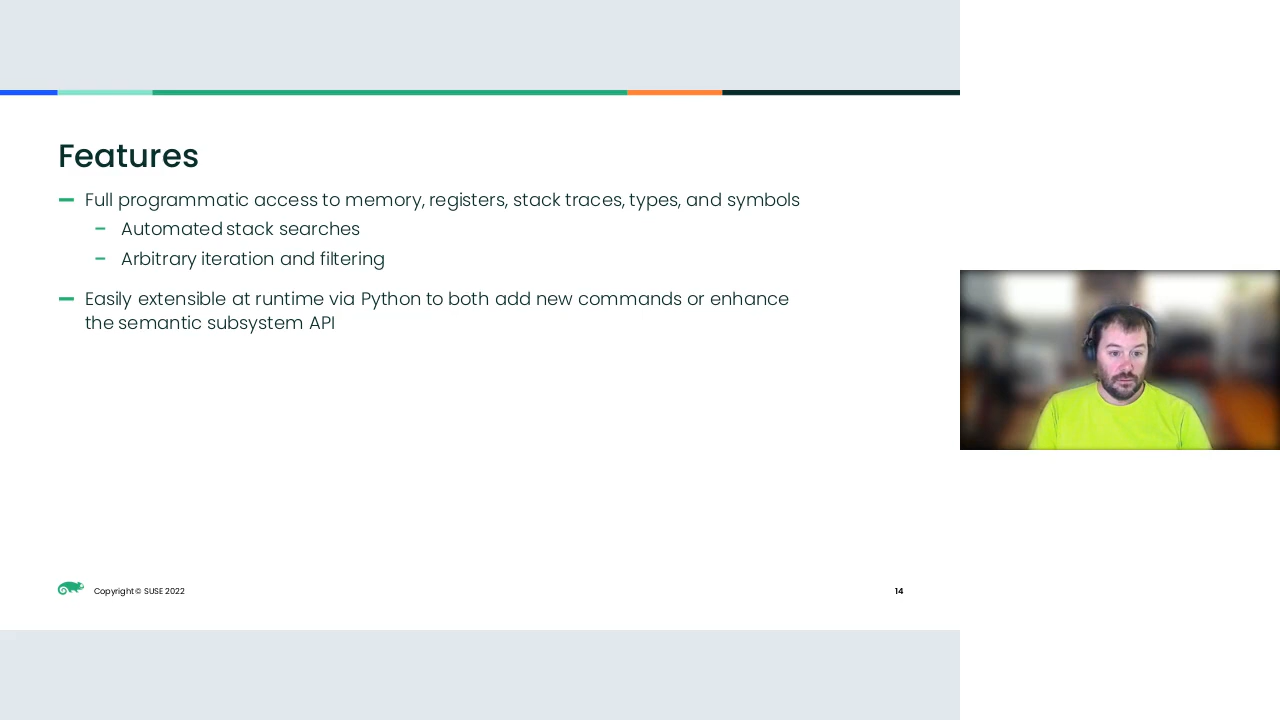 Features
Full programmatic access to memory, registers, stack traces, types, and symbols
Automated stack searches
Arbitrary iteration and filtering
Easily extensible at runtime via Python to both add new commands or enhance
the semantic subsystem API
Copyright © SUSE 2022
14